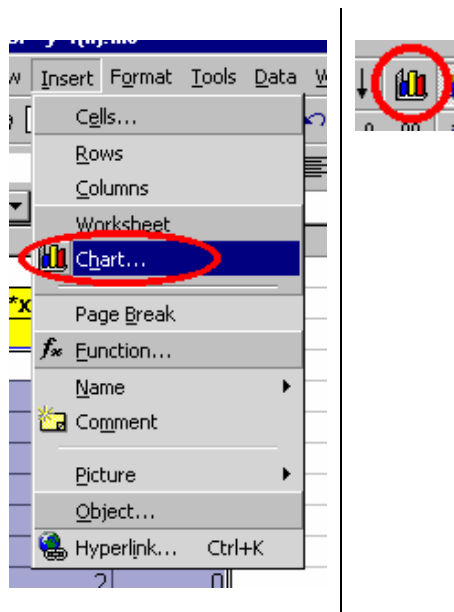 Insert Format Tools Data
Cells...
Rows
Columns
Worksheet
Chart...
Page Break
Function...
Name
Comment
Picture
Object...
Hyperlink... Ctrl+K
2 0